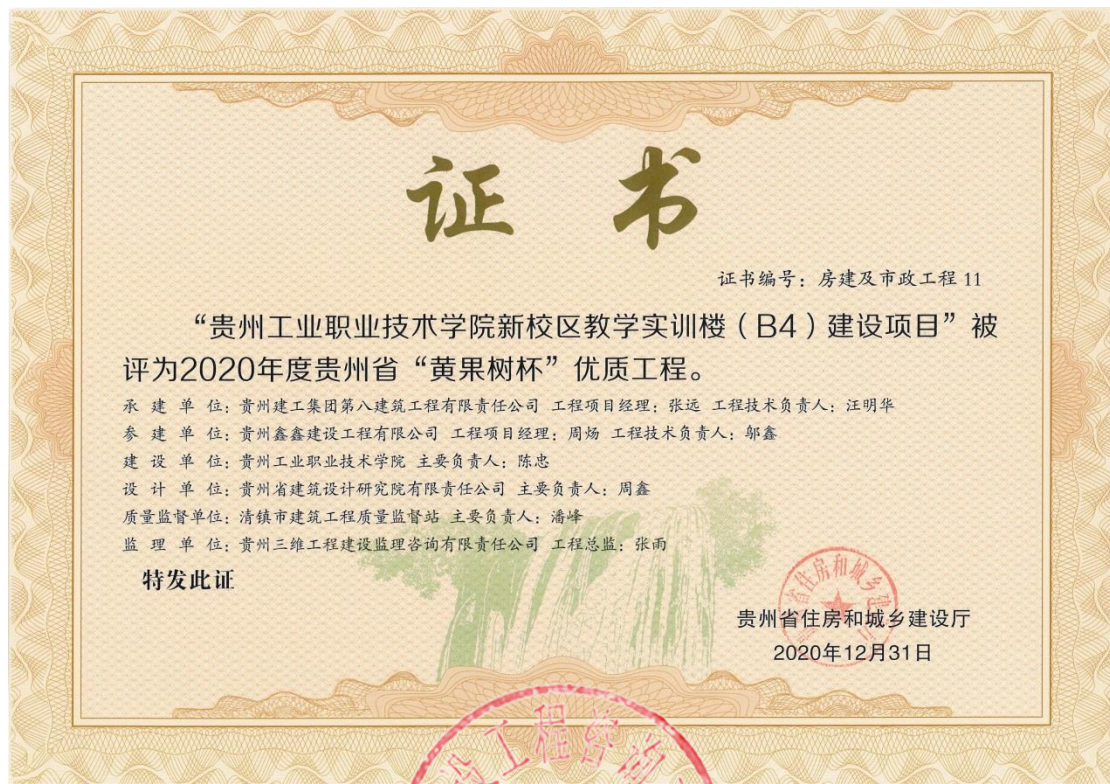 证书
证书编号：房建及市政工程 11
“贵州工业职业技术学院新校区教学实训楼（B4）建设项目”被
评为2020年度贵州省“黄果树杯”优质工程。
承建单位：贵州建工集团第八建筑工程有限责任公司 工程项目经理：张远 工程技术负责人：汪明华
参建单位：贵州鑫鑫建设工程有限公司 工程项目经理：周炀 工程技术负责人：邬鑫
建设单位：贵州工业职业技术学院 主要负责人：陈忠
设计单位：贵州省建筑设计研究院有限责任公司 主要负责人：周鑫
质量监督单位：清镇市建筑工程质量监督站 主要负责人：潘峰
监理单位：贵州三维工程建设监理咨询有限责任公司 工程总监：张雨
特发此证
省住房和城乡建
贵州省住房和城乡建设厅
2020年12月31日
设工程咨询